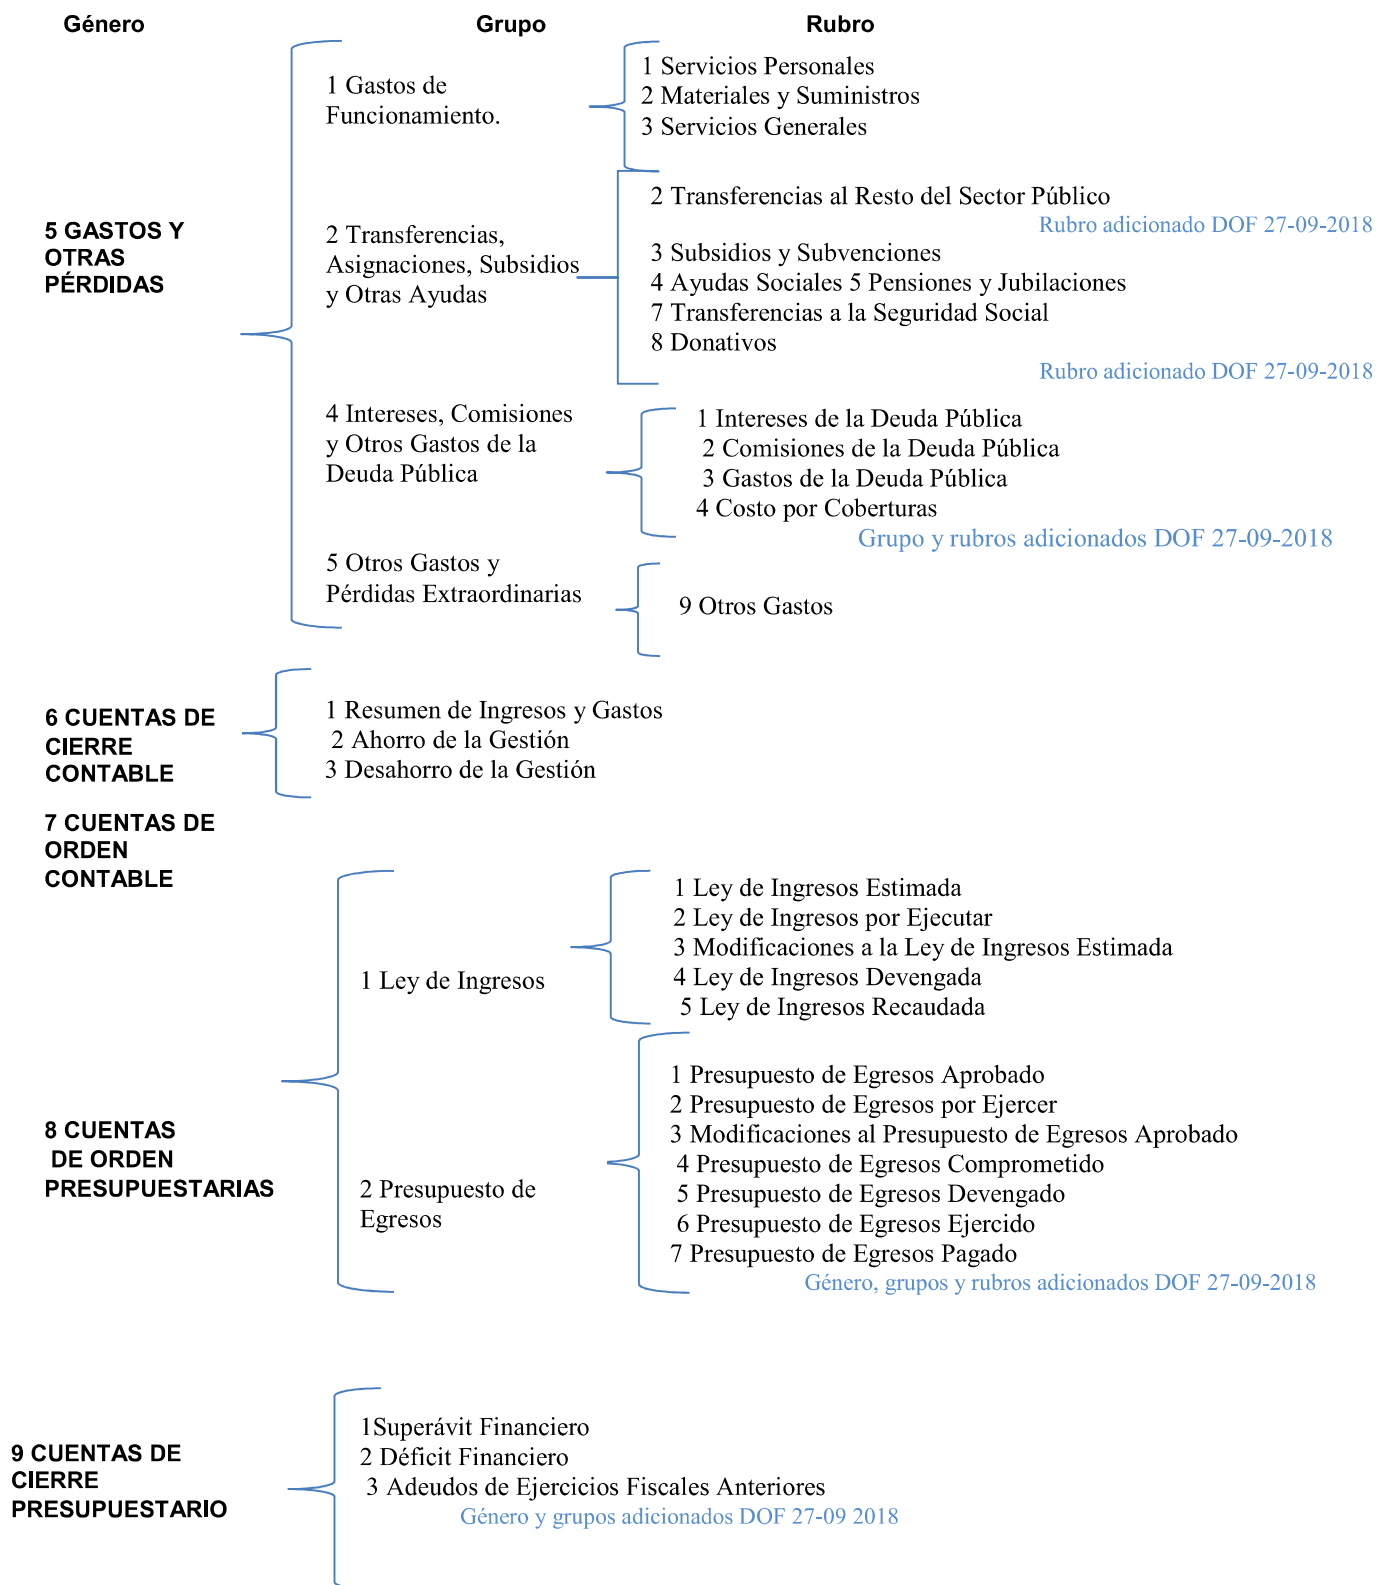 Género Grupo Rubro
1 Gastos de
Funcionamiento.
1 Servicios Personales
2 Materiales y Suministros
3 Servicios Generales
5 GASTOS Y
OTRAS
PÉRDIDAS
2 Transferencias,
Asignaciones, Subsidios
y Otras Ayudas
2 Transferencias al Resto del Sector Público
Rubro adicionado DOF 27-09-2018
3 Subsidios y Subvenciones
4 Ayudas Sociales 5 Pensiones y Jubilaciones
7 Transferencias a la Seguridad Social
8 Donativos
Rubro adicionado DOF 27-09-2018
4 Intereses, Comisiones
y Otros Gastos de la
Deuda Pública
1 Intereses de la Deuda Pública
2 Comisiones de la Deuda Pública
3 Gastos de la Deuda Pública
4 Costo por Coberturas
Grupo y rubros adicionados DOF 27-09-2018
5 Otros Gastos y
Pérdidas Extraordinarias
9 Otros Gastos
6 CUENTAS DE
CIERRE
CONTABLE
1 Resumen de Ingresos y Gastos
2 Ahorro de la Gestión
3 Desahorro de la Gestión
7 CUENTAS DE
ORDEN
CONTABLE
1 Ley de Ingresos
1 Ley de Ingresos Estimada
2 Ley de Ingresos por Ejecutar
3 Modificaciones a la Ley de Ingresos Estimada
4 Ley de Ingresos Devengada
5 Ley de Ingresos Recaudada
8 CUENTAS
DE ORDEN
PRESUPUESTARIAS
2 Presupuesto de
Egresos
1 Presupuesto de Egresos Aprobado
2 Presupuesto de Egresos por Ejercer
3 Modificaciones al Presupuesto de Egresos Aprobado
4 Presupuesto de Egresos Comprometido
5 Presupuesto de Egresos Devengado
6 Presupuesto de Egresos Ejercido
7 Presupuesto de Egresos Pagado
Género, grupos y rubros adicionados DOF 27-09-2018
9 CUENTAS DE
CIERRE
PRESUPUESTARIO
1Superávit Financiero
2 Déficit Financiero
3 Adeudos de Ejercicios Fiscales Anteriores
Género y grupos adicionados DOF 27-09 2018